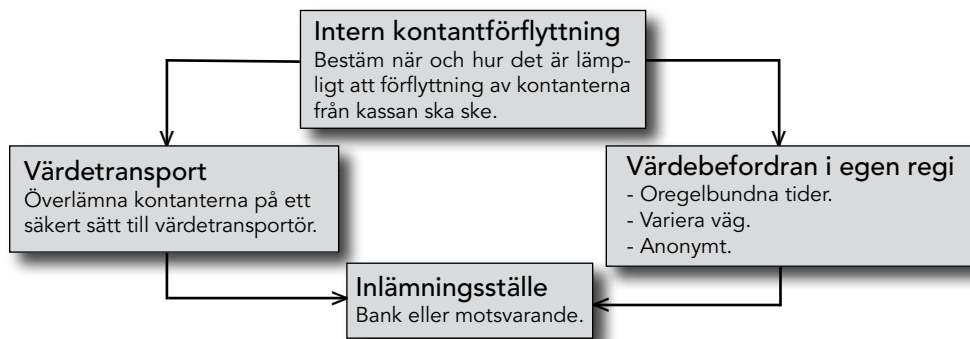 Intern kontantförflyttning
Bestäm när och hur det är lämp-
ligt att förflyttning av kontanterna
från kassan ska ske.
Värdetransport
Överlämna kontanterna på ett
säkert sätt till värdetransportör.
Värdebefordran i egen regi
- Oregelbundna tider.
- Variera väg.
- Anonymt.
Inlämningsställe
Bank eller motsvarande.